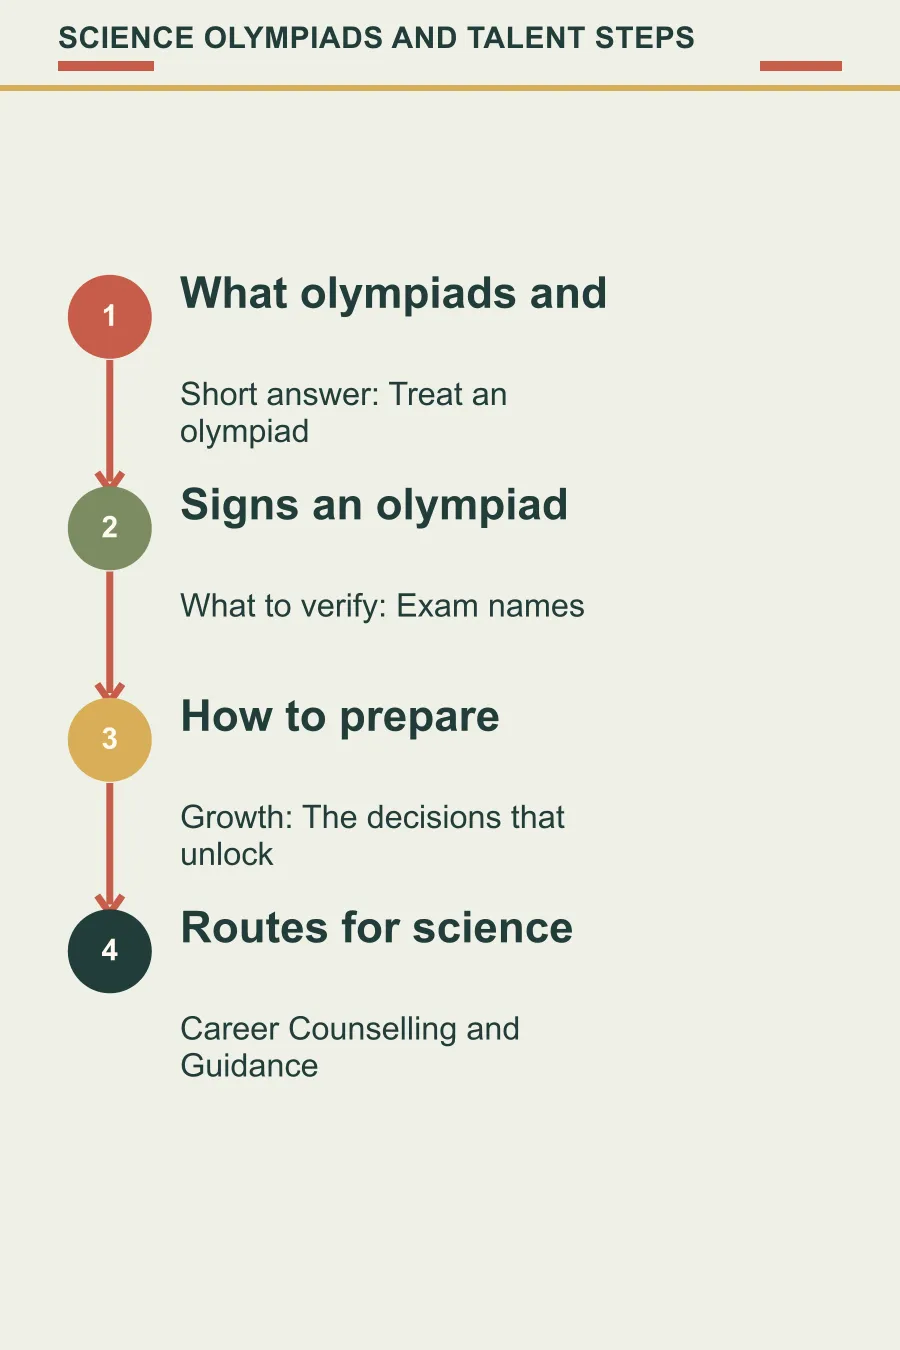 SCIENCE OLYMPIADS AND TALENT STEPS
1
What olympiads and
Short answer: Treat an
olympiad
2
Signs an olympiad
What to verify: Exam names
3
How to prepare
Growth: The decisions that
unlock
4
Routes for science
Career Counselling and
Guidance